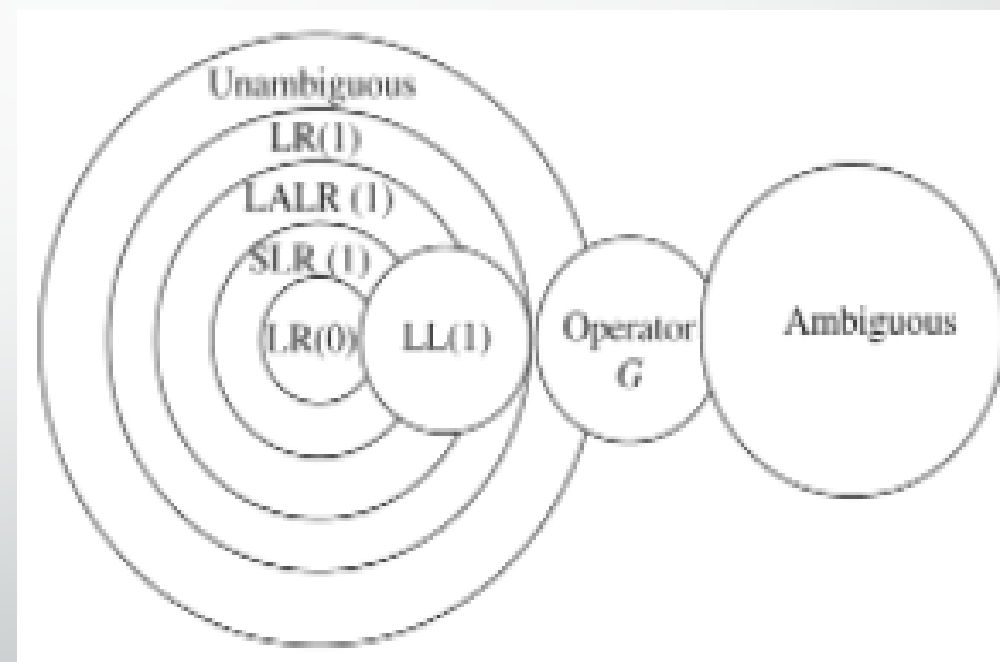 Unambiguous
LR(1)
LALR (1)
SLR (1)
LR(0)
LL(1)
Operator
G
Ambiguous